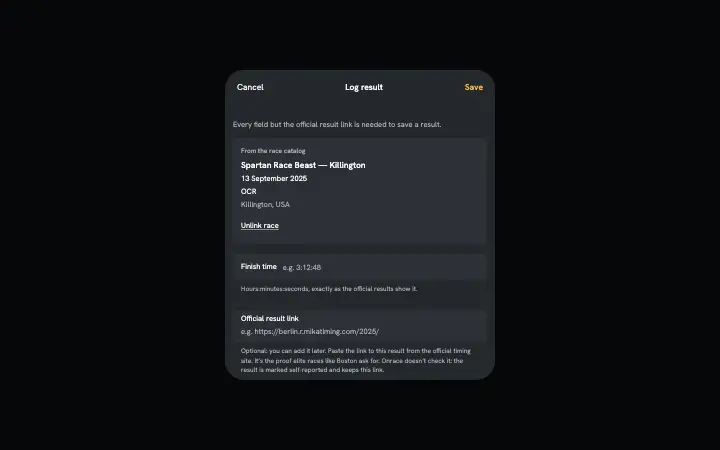 Cancel Log result Save
Every field but the official result link is needed to save a result.
From the race catalog
Spartan Race Beast — Killington
13 September 2025
OCR
Killington, USA
Unlink race
Finish time e.g. 3:12:48
Hours:minutes:seconds, exactly as the official results show it.
Official result link
e.g. https://berlin.r.mikatiming.com/2025/
Optional: you can add it later. Paste the link to this result from the official timing
site. It's the proof elite races like Boston ask for. Onrace doesn't check it: the
result is marked self-reported and keeps this link.